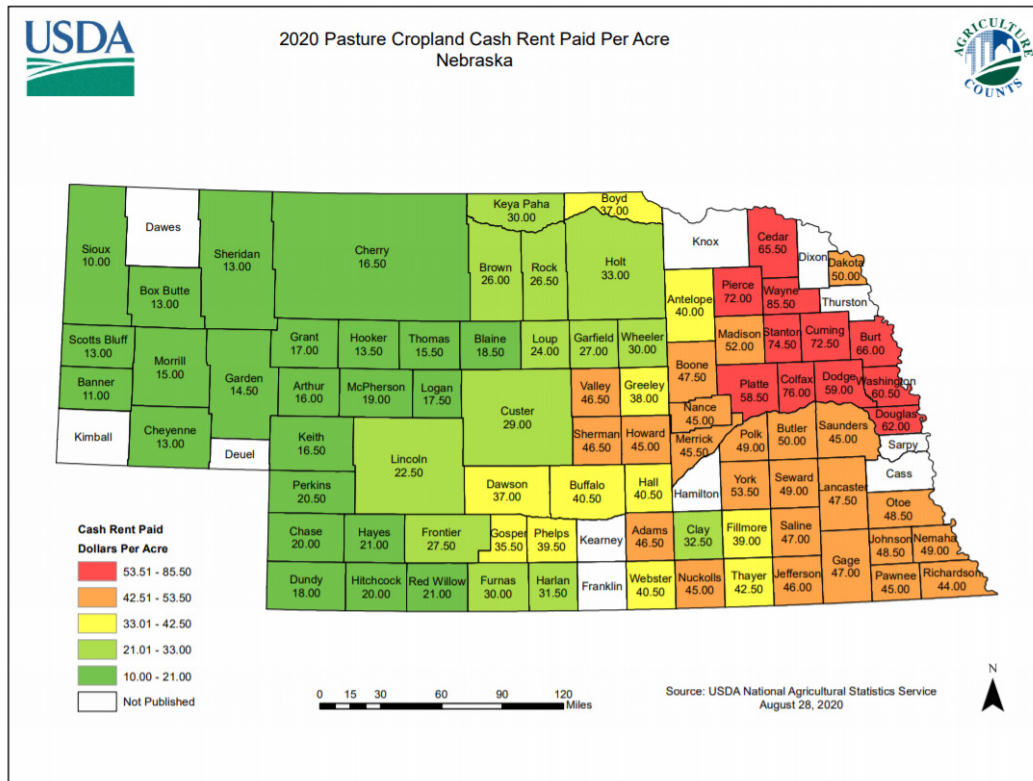 USDA
2020 Pasture Cropland Cash Rent Paid Per Acre
Nebraska
AGRICULTURE
COUNTS
Sioux
10.00
Dawes
Sheridan
13.00
Box Butte
13.00
Scotts Bluff
13.00
Banner
11.00
Morrill
15.00
Garden
14.50
Kimball
Cheyenne
13.00
Deuel
Cherry
16.50
Keya Paha
30.00
Boyd
37.00
Brown
26.00
Rock
26.50
Holt
33.00
Knox
Cedar
65.50
Dixon
Dakota
50.00
Antelope
40.00
Pierce
72.00
Wayne
85.50
Thurston
Grant
17.00
Hooker
13.50
Thomas
15.50
Blaine
18.50
Loup
24.00
Garfield
27.00
Wheeler
30.00
Madison
52.00
Stanton
74.50
Cuming
72.50
Burt
66.00
Boone
47.50
Arthur
16.00
McPherson
19.00
Logan
17.50
Custer
29.00
Valley
46.50
Greeley
38.00
Platte
58.50
Colfax
76.00
Dodge
59.00
Washington
60.50
Nance
45.00
Douglas
62.00
Keith
16.50
Lincoln
22.50
Sherman
46.50
Howard
45.00
Merrick
45.50
Polk
49.00
Butler
50.00
Saunders
45.00
Sarpy
Perkins
20.50
Dawson
37.00
Buffalo
40.50
Hall
40.50
Hamilton
York
53.50
Seward
49.00
Lancaster
47.50
Cass
Otoe
48.50
Chase
20.00
Hayes
21.00
Frontier
27.50
Gosper
35.50
Phelps
39.50
Kearney
Adams
46.50
Clay
32.50
Fillmore
39.00
Saline
47.00
Gage
47.00
Johnson
48.50
Nemaha
49.00
Dundy
18.00
Hitchcock
20.00
Red Willow
21.00
Furnas
30.00
Harlan
31.50
Franklin
Webster
40.50
Nuckolls
45.00
Thayer
42.50
Jefferson
46.00
Pawnee
45.00
Richardson
44.00
Cash Rent Paid
Dollars Per Acre
53.51 - 85.50
42.51 - 53.50
33.01 - 42.50
21.01 - 33.00
10.00 - 21.00
Not Published
0 15 30 60 90 120
Miles
Source: USDA National Agricultural Statistics Service
August 28, 2020
N